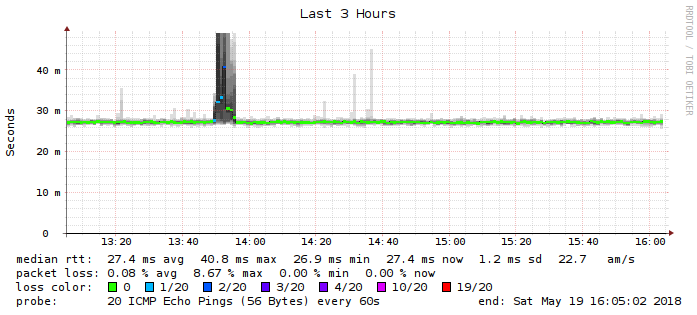 Last 3 Hours
RRDTOOL / TOBI OETIKER
Seconds
40 m
30 m
20 m
10 m
0
13:20 13:40 14:00 14:20 14:40 15:00 15:20 15:40 16:00
median rtt: 27.4 ms avg 40.8 ms max 26.9 ms min 27.4 ms now 1.2 ms sd 22.7 am/s
packet loss: 0.08 % avg 8.67 % max 0.00 % min 0.00 % now
loss color: 0 1/20 2/20 3/20 4/20 10/20 19/20
probe: 20 ICMP Echo Pings (56 Bytes) every 60s end: Sat May 19 16:05:02 2018